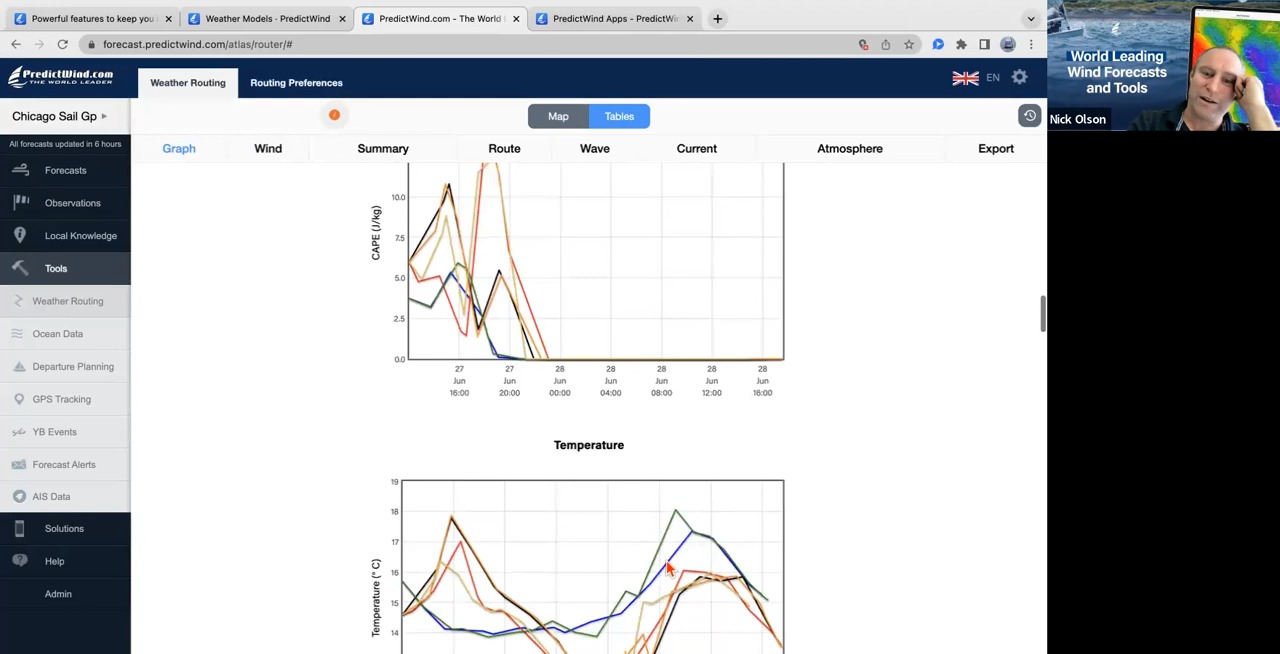 Powerful features to keep you
Weather Models - PredictWind
PredictWind.com - The World
PredictWind Apps - PredictWin
forecast.predictwind.com/atlas/router/#
PredictWind.com
THE WORLD LEADER
Weather Routing
Routing Preferences
EN
Chicago Sail Gp
Map
Tables
All forecasts updated in 6 hours
Graph
Wind
Summary
Route
Wave
Current
Atmosphere
Export
Forecasts
Observations
Local Knowledge
Tools
Weather Routing
Ocean Data
Departure Planning
GPS Tracking
YB Events
Forecast Alerts
AIS Data
Solutions
Help
Admin
CAPE (J/kg)
10.0
7.5
5.0
2.5
0.0
27 27 28 28 28 28 28
Jun Jun Jun Jun Jun Jun Jun
16:00 20:00 00:00 04:00 08:00 12:00 16:00
Temperature
Temperature (° C)
19
18
17
16
15
14
World Leading
Wind Forecasts
and Tools
Nick Olson